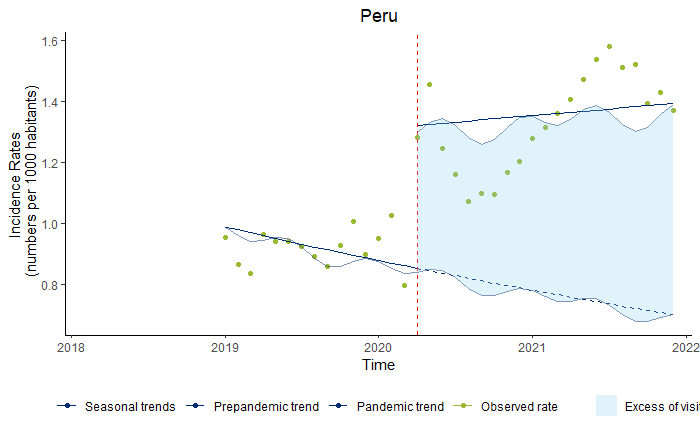 Peru
Incidence Rates
(numbers per 1000 habitants)
1.6
1.4
1.2
1.0
0.8
2018 2019 2020 2021 2022
Time
Seasonal trends Prepandemic trend Pandemic trend Observed rate Excess of visi